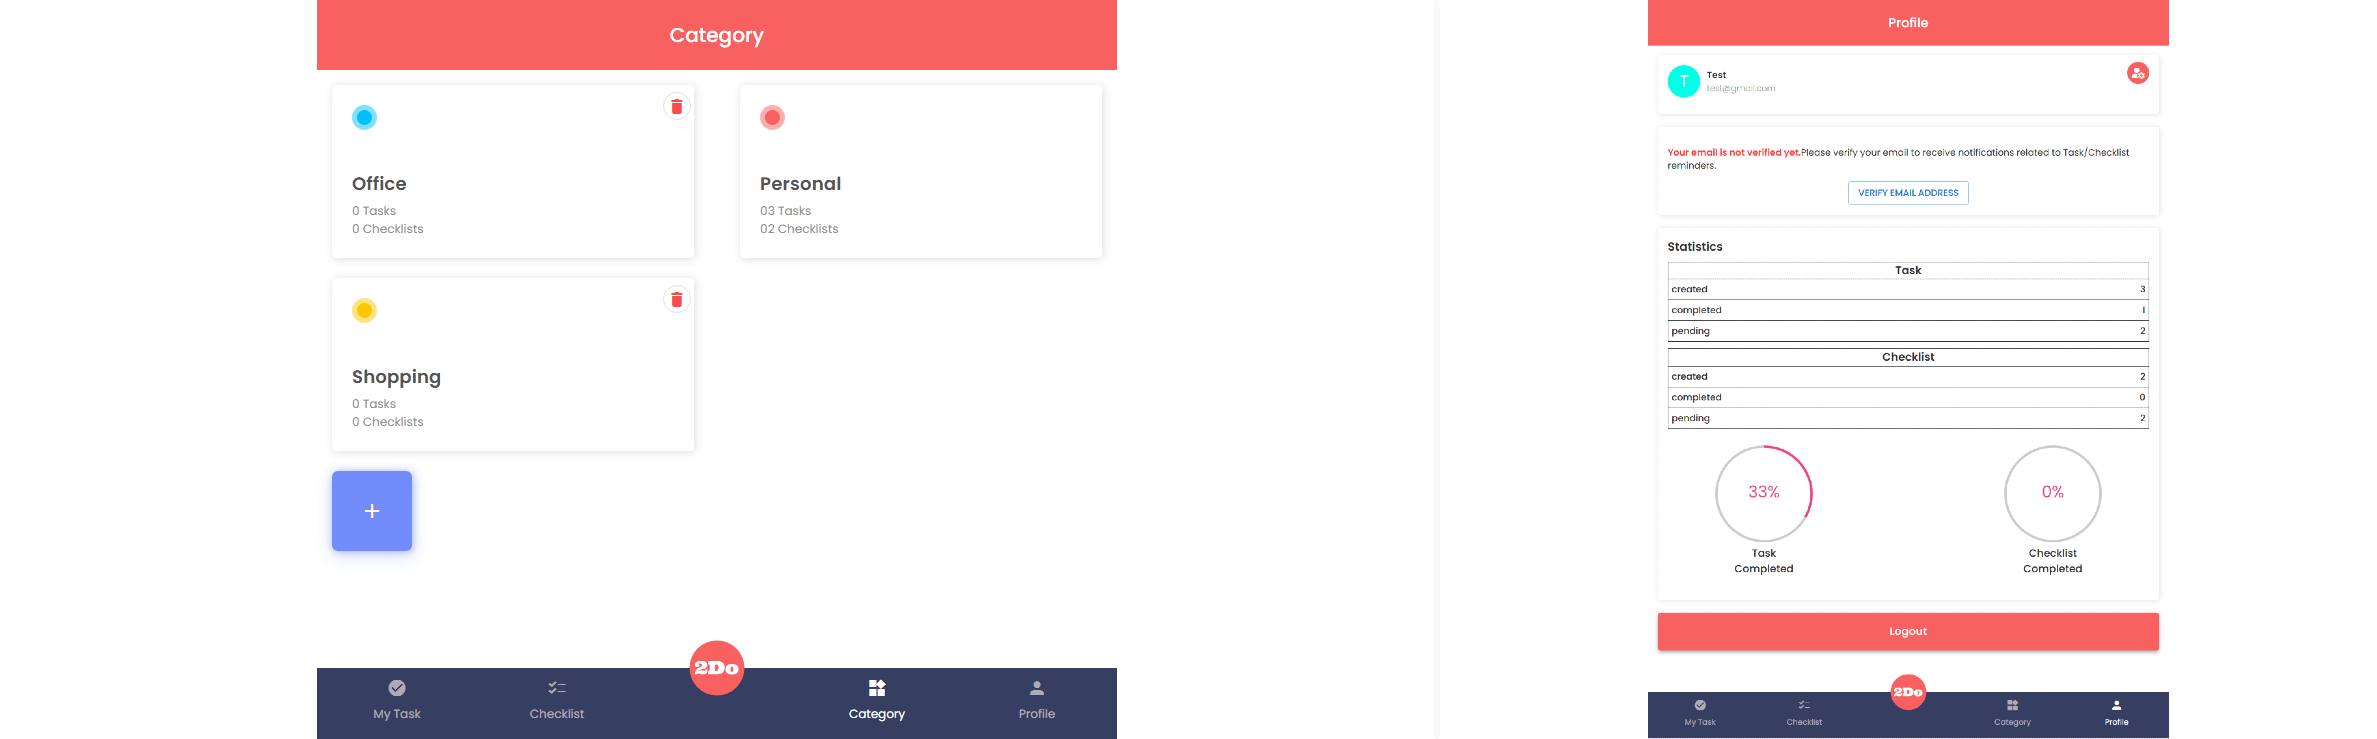 Category
Office
0 Tasks
0 Checklists
Personal
03 Tasks
02 Checklists
Shopping
0 Tasks
0 Checklists
+
2Do
My Task
Checklist
Category
Profile
Profile
T
Test
test@gmail.com
Your email is not verified yet.Please verify your email to receive notifications related to Task/Checklist
reminders.
VERIFY EMAIL ADDRESS
Statistics
Task
created 3
completed 1
pending 2
Checklist
created 2
completed 0
pending 2
33%
Task
Completed
0%
Checklist
Completed
Logout
2Do
My Task
Checklist
Category
Profile